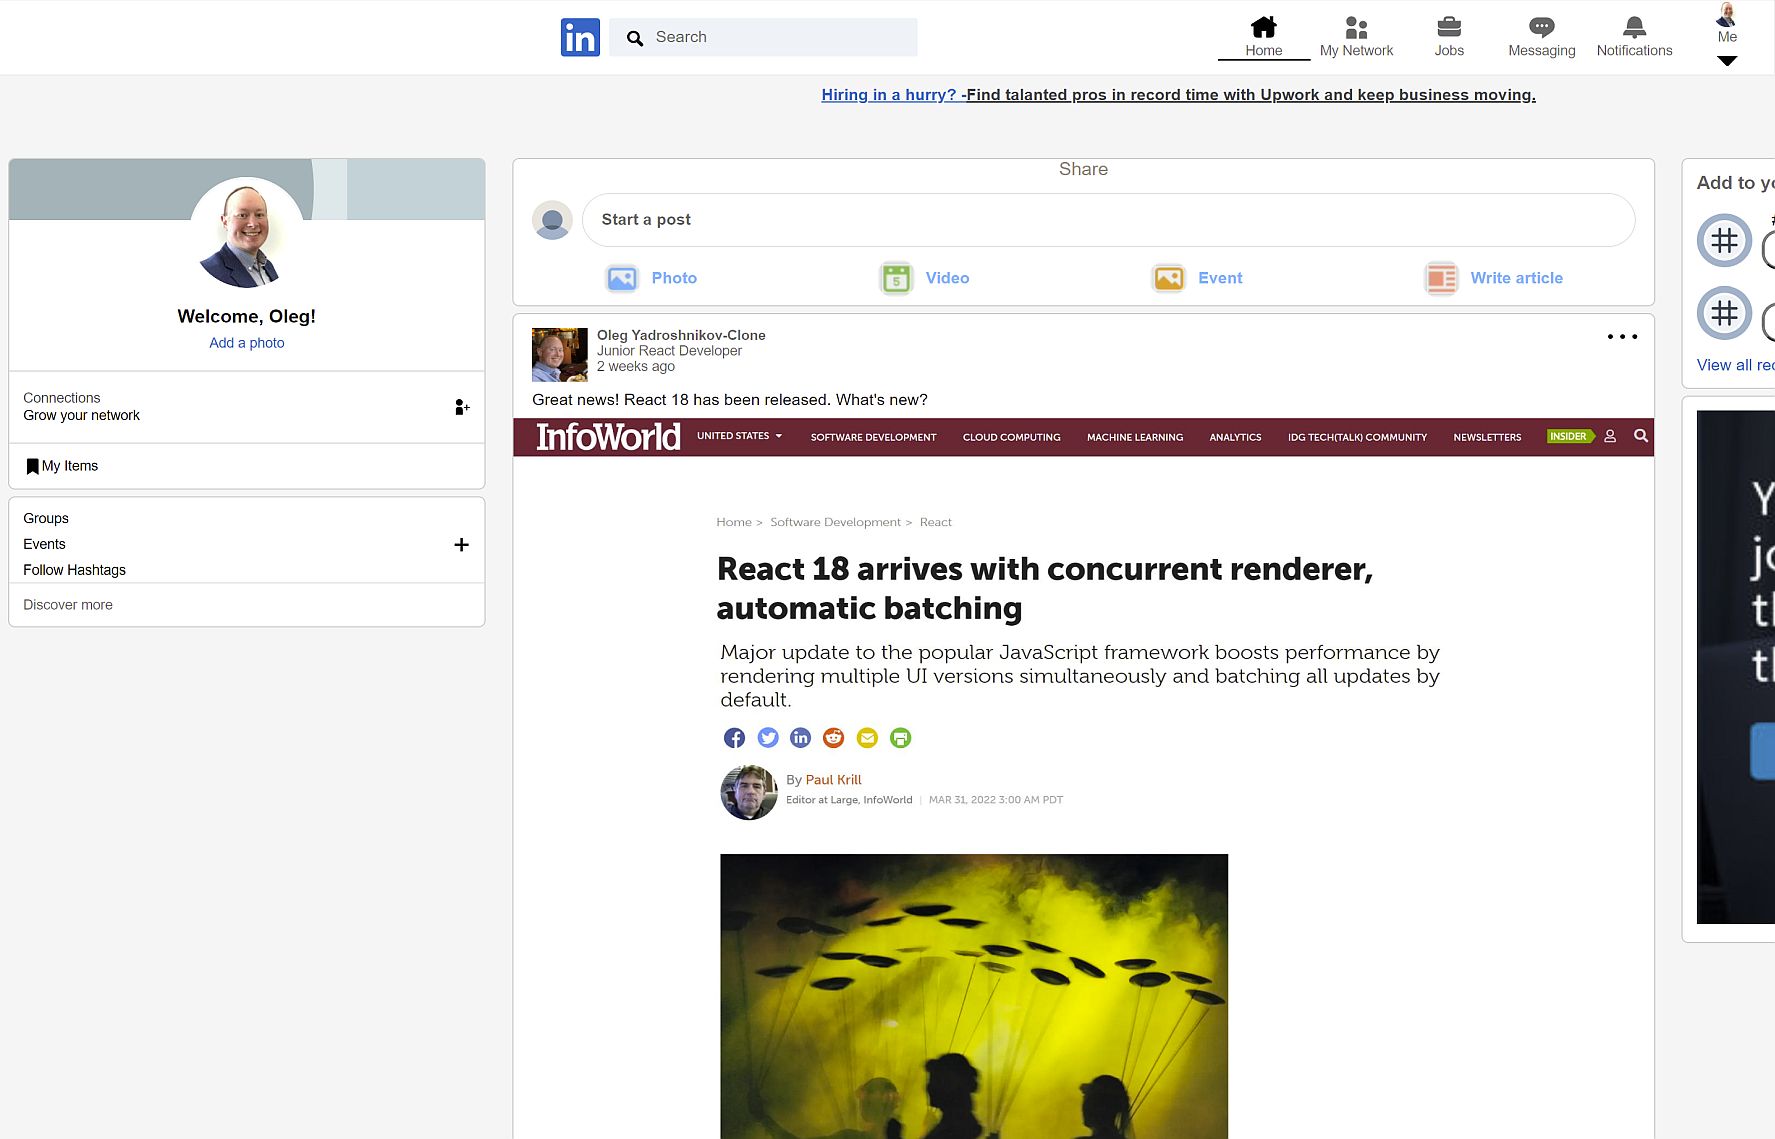 in
Search
Home
My Network
Jobs
Messaging
Notifications
Me
Hiring in a hurry? -Find talanted pros in record time with Upwork and keep business moving.
Welcome, Oleg!
Add a photo
Connections
Grow your network
My Items
Groups
Events
Follow Hashtags
Discover more
Share
Start a post
Photo
5
Video
Event
Write article
Oleg Yadroshnikov-Clone
Junior React Developer
2 weeks ago
Great news! React 18 has been released. What's new?
InfoWorld
UNITED STATES
SOFTWARE DEVELOPMENT
CLOUD COMPUTING
MACHINE LEARNING
ANALYTICS
IDG TECH(TALK) COMMUNITY
NEWSLETTERS
INSIDER
Home > Software Development > React
React 18 arrives with concurrent renderer,
automatic batching
Major update to the popular JavaScript framework boosts performance by
rendering multiple UI versions simultaneously and batching all updates by
default.
By Paul Krill
Editor at Large, InfoWorld | MAR 31, 2022 3:00 AM PDT
Add to
#
#
View all